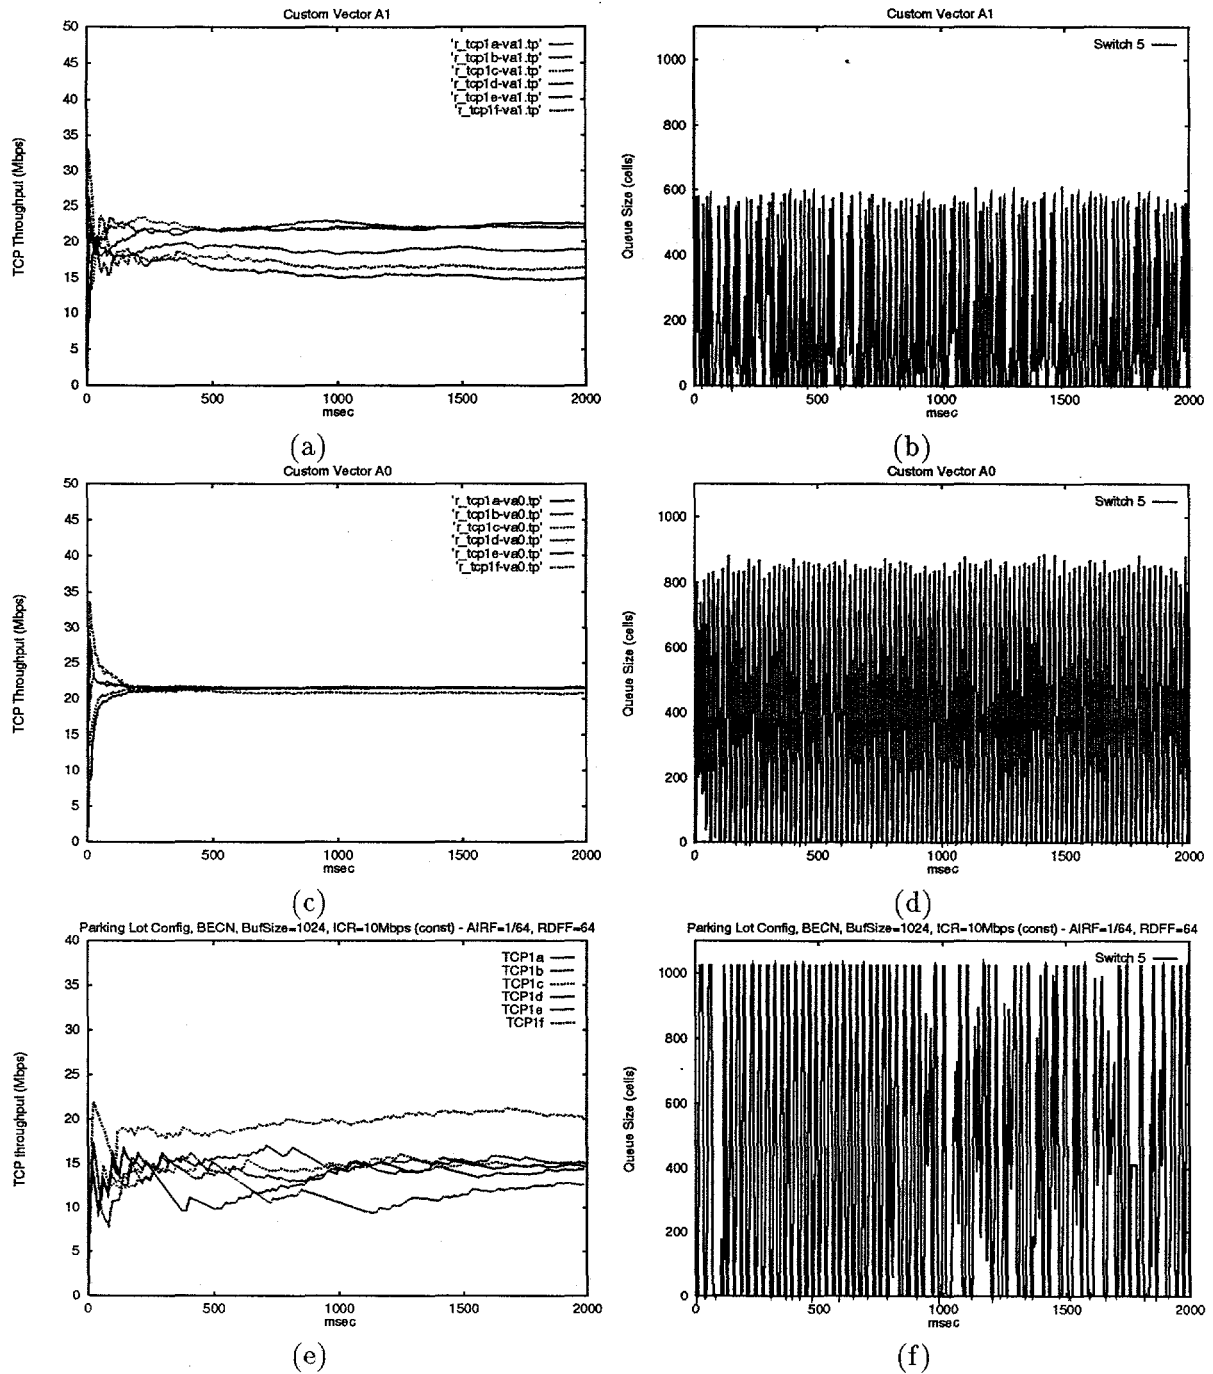 Custom Vector A1
50
45
40
35
30
25
20
15
10
5
0
TCP Throughput (Mbps)
'r_tcp1a-va1.tp'
'r_tcp1b-va1.tp'
'r_tcp1c-va1.tp'
'r_tcp1d-va1.tp'
'r_tcp1e-va1.tp'
'r_tcp1f-va1.tp'
0 500 1000 1500 2000
msec
(a)
Custom Vector A1
1000
800
600
400
200
0
Queue Size (cells)
Switch 5
0 500 1000 1500 2000
msec
(b)
Custom Vector A0
50
45
40
35
30
25
20
15
10
5
0
TCP Throughput (Mbps)
'r_tcp1a-va0.tp'
'r_tcp1b-va0.tp'
'r_tcp1c-va0.tp'
'r_tcp1d-va0.tp'
'r_tcp1e-va0.tp'
'r_tcp1f-va0.tp'
0 500 1000 1500 2000
msec
(c)
Custom Vector A0
1000
800
600
400
200
0
Queue Size (cells)
Switch 5
0 500 1000 1500 2000
msec
(d)
Parking Lot Config, BECN, BufSize=1024, ICR=10Mbps (const) - AIRF=1/64, RDFF=64
40
35
30
25
20
15
10
5
0
TCP throughput (Mbps)
TCP1a
TCP1b
TCP1c
TCP1d
TCP1e
TCP1f
0 500 1000 1500 2000
msec
(e)
Parking Lot Config, BECN, BufSize=1024, ICR=10Mbps (const) - AIRF=1/64, RDFF=64
1000
800
600
400
200
0
Queue Size (cells)
Switch 5
0 500 1000 1500 2000
msec
(f)